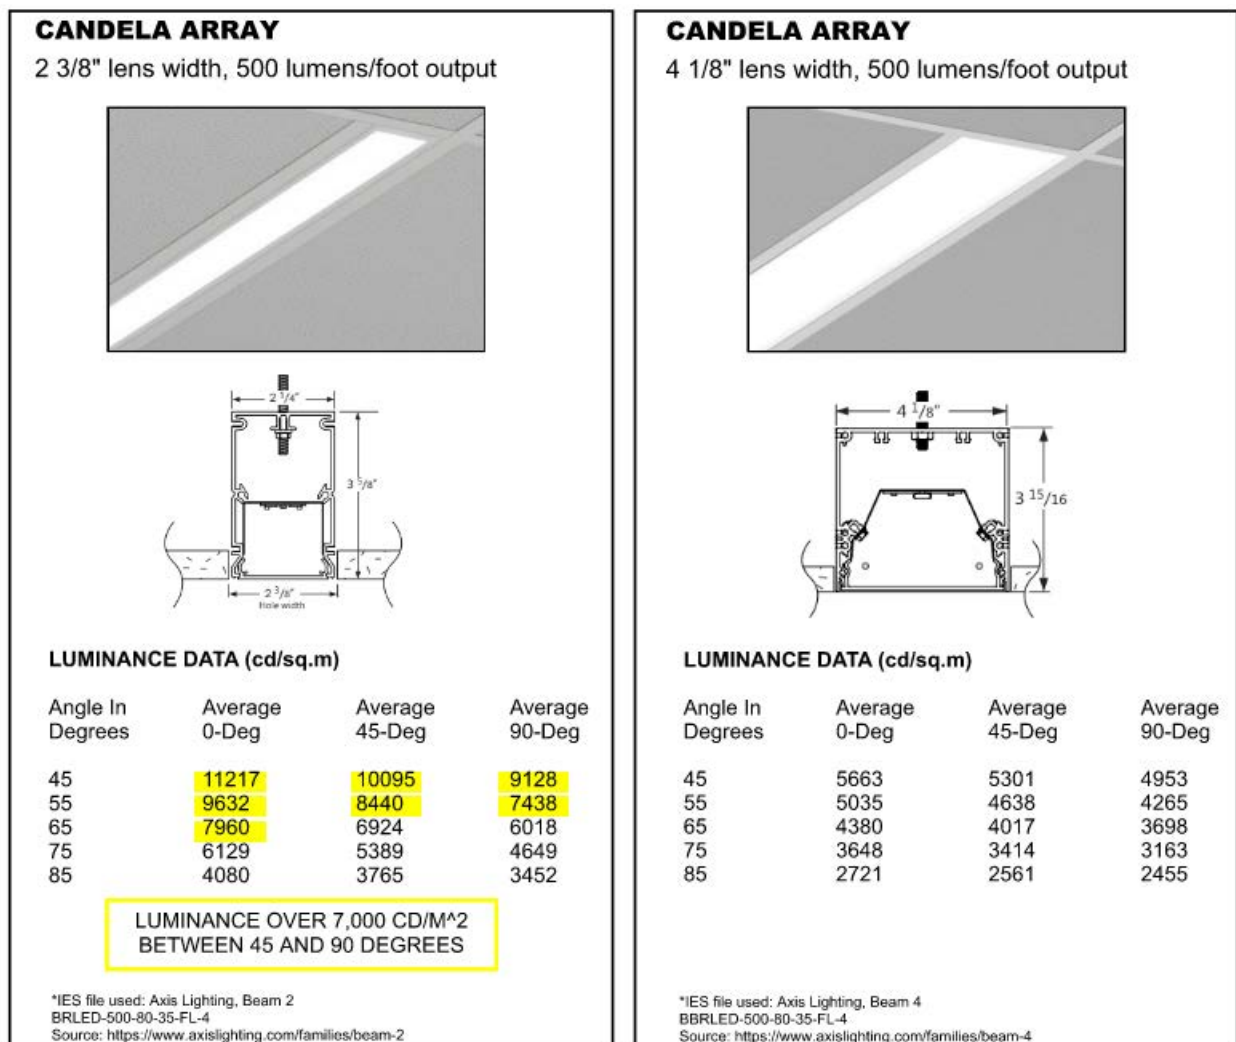 CANDELA ARRAY
2 3/8" lens width, 500 lumens/foot output
2 1/4"
3 5/8"
2 3/8"
Hole width
LUMINANCE DATA (cd/sq.m)
Angle In Average Average Average
Degrees 0-Deg 45-Deg 90-Deg
45 11217 10095 9128
55 9632 8440 7438
65 7960 6924 6018
75 6129 5389 4649
85 4080 3765 3452
LUMINANCE OVER 7,000 CD/M^2
BETWEEN 45 AND 90 DEGREES
*IES file used: Axis Lighting, Beam 2
BRLED-500-80-35-FL-4
Source: https://www.axislighting.com/families/beam-2
CANDELA ARRAY
4 1/8" lens width, 500 lumens/foot output
4 1/8"
3 15/16
LUMINANCE DATA (cd/sq.m)
Angle In Average Average Average
Degrees 0-Deg 45-Deg 90-Deg
45 5663 5301 4953
55 5035 4638 4265
65 4380 4017 3698
75 3648 3414 3163
85 2721 2561 2455
*IES file used: Axis Lighting, Beam 4
BBRLED-500-80-35-FL-4
Source: https://www.axislighting.com/families/beam-4